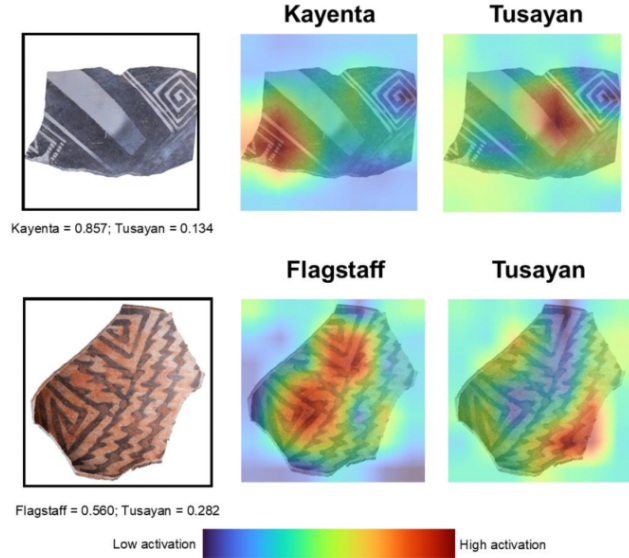 Kayenta
Tusayan
Kayenta = 0.857; Tusayan = 0.134
Flagstaff
Tusayan
Flagstaff = 0.560; Tusayan = 0.282
Low activation
High activation